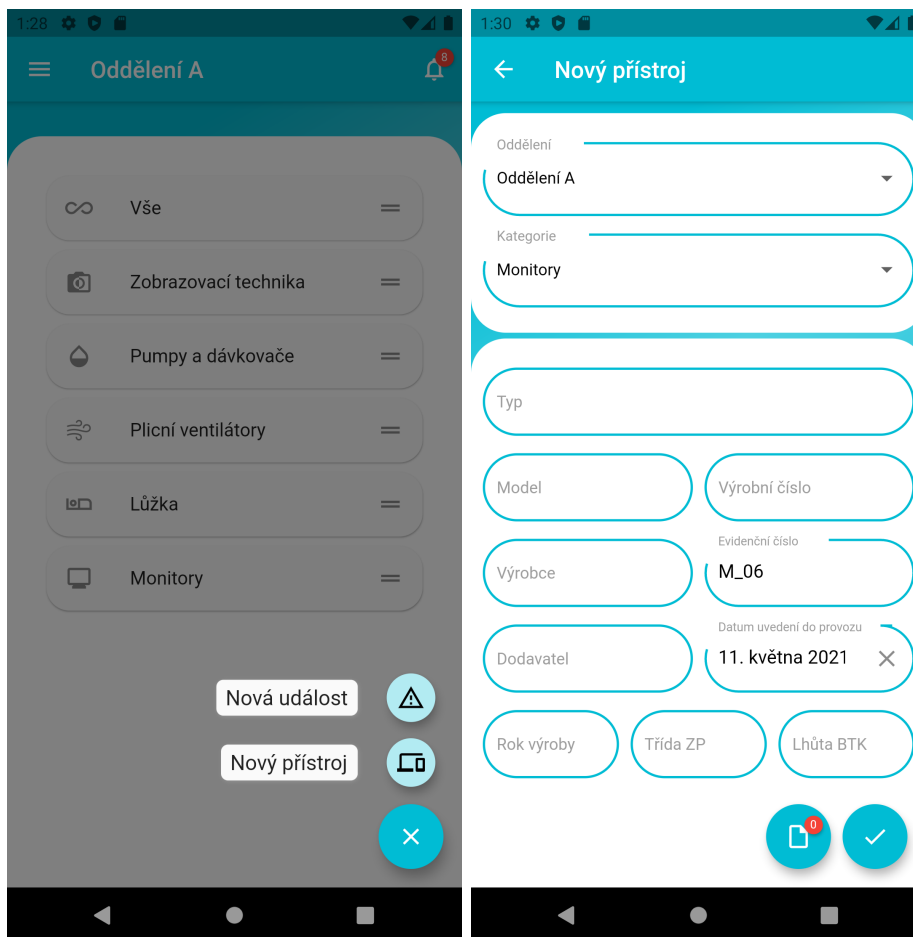 1:28
Oddělení A
8
Vše
Zobrazovací technika
Pumpy a dávkovače
Plicní ventilátory
Lůžka
Monitory
Nová událost
Nový přístroj
1:30
Nový přístroj
Oddělení
Oddělení A
Kategorie
Monitory
Typ
Model
Výrobní číslo
Výrobce
Evidenční číslo
M_06
Dodavatel
Datum uvedení do provozu
11. května 2021
Rok výroby
Třída ZP
Lhůta BTK
0